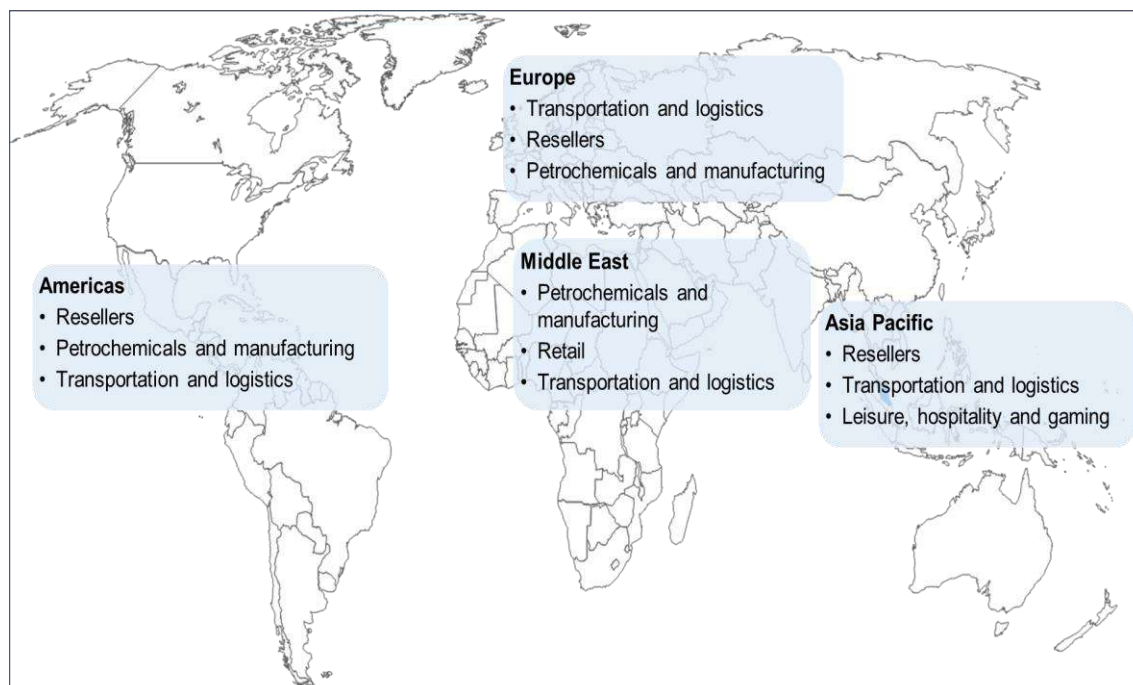 Europe
• Transportation and logistics
• Resellers
• Petrochemicals and manufacturing
Americas
• Resellers
• Petrochemicals and manufacturing
• Transportation and logistics
Middle East
• Petrochemicals and
manufacturing
• Retail
• Transportation and logistics
Asia Pacific
• Resellers
• Transportation and logistics
• Leisure, hospitality and gaming